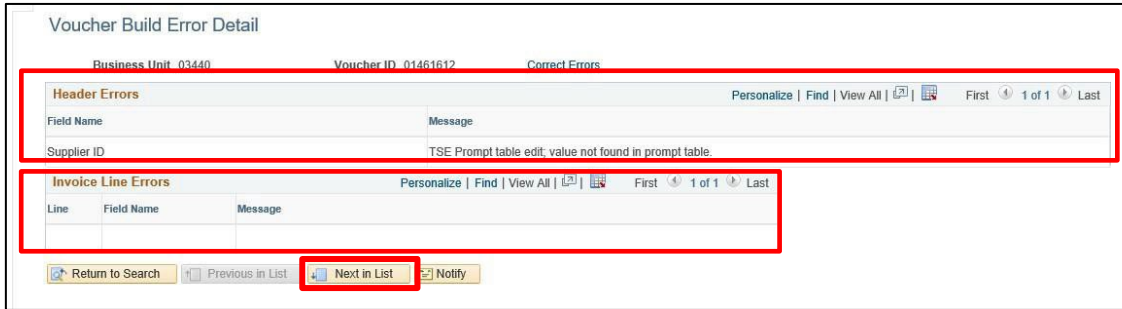 Voucher Build Error Detail
Business Unit 03440 Voucher ID 01461612 Correct Errors
Header Errors Personalize | Find | View All | | First 1 of 1 Last
Field Name Message
Supplier ID TSE Prompt table edit; value not found in prompt table.
Invoice Line Errors Personalize | Find | View All | | First 1 of 1 Last
Line Field Name Message
Return to Search Previous in List Next in List Notify